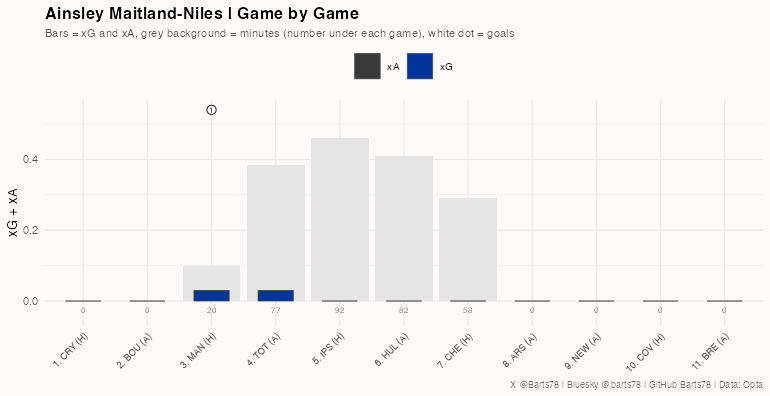 Ainsley Maitland-Niles | Game by Game
Bars = xG and xA, grey background = minutes (number under each game), white dot = goals
xA xG
1
xG + xA
0.4
0.2
0.0
0 0 20 77 92 82 58 0 0 0 0
1. CRY (H)
2. BOU (A)
3. MAN (H)
4. TOT (A)
5. IPS (H)
6. HUL (A)
7. CHE (H)
8. ARS (A)
9. NEW (A)
10. COV (H)
11. BRE (A)
X @Barts78 | Bluesky @barts78 | GitHub Barts78 | Data: Opta